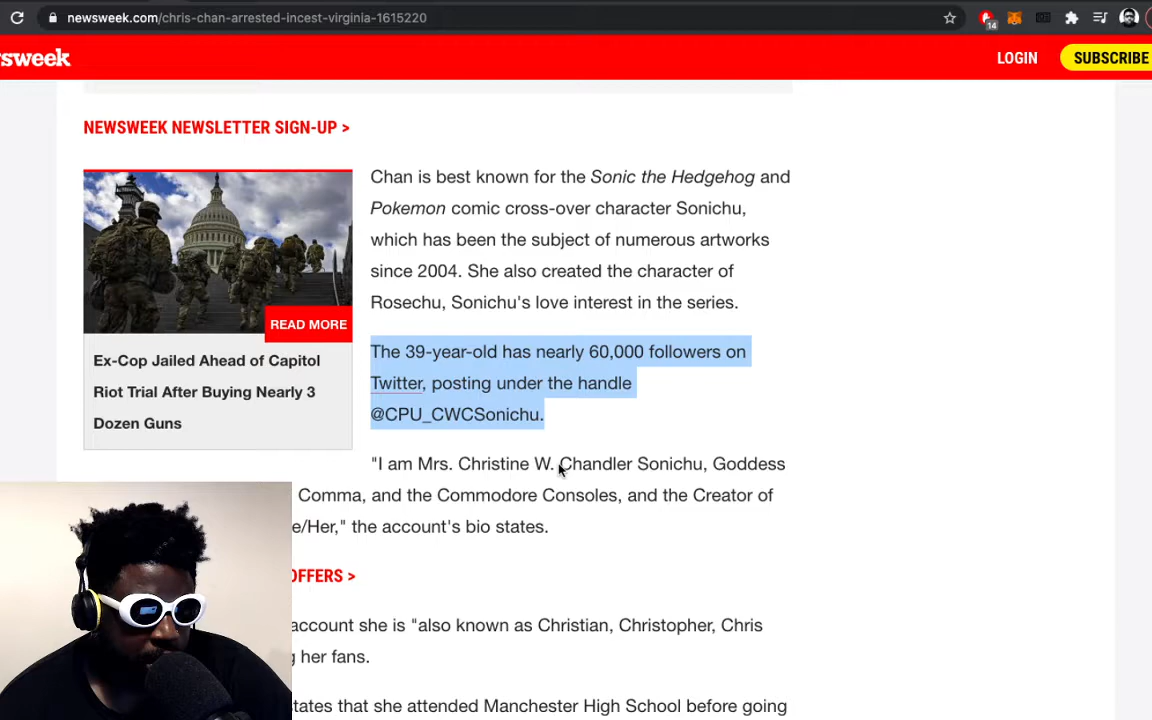 newsweek.com/chris-chan-arrested-incest-virginia-1615220
14
sweek
LOGIN
SUBSCRIBE
NEWSWEEK NEWSLETTER SIGN-UP >
READ MORE
Ex-Cop Jailed Ahead of Capitol
Riot Trial After Buying Nearly 3
Dozen Guns
Chan is best known for the Sonic the Hedgehog and
Pokemon comic cross-over character Sonichu,
which has been the subject of numerous artworks
since 2004. She also created the character of
Rosechu, Sonichu's love interest in the series.
The 39-year-old has nearly 60,000 followers on
Twitter, posting under the handle
@CPU_CWCSonichu.
"I am Mrs. Christine W. Chandler Sonichu, Goddess
Comma, and the Commodore Consoles, and the Creator of
e/Her," the account's bio states.
OFFERS >
account she is "also known as Christian, Christopher, Chris
her fans.
tates that she attended Manchester High School before going